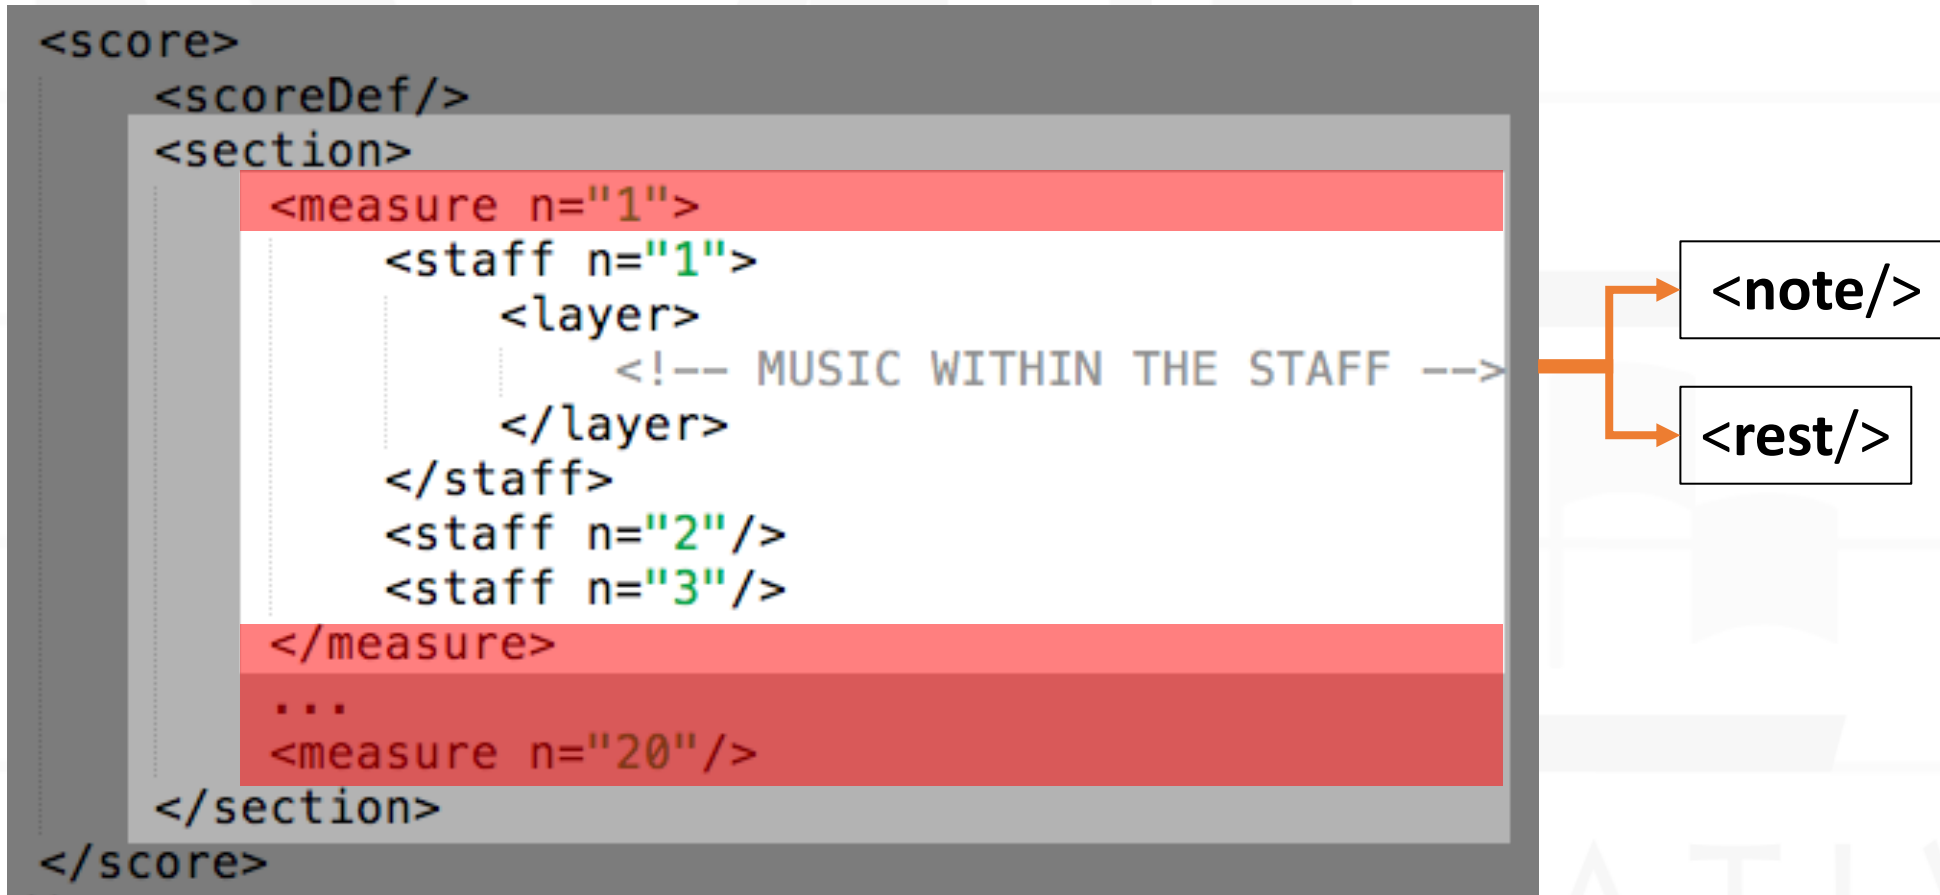 <score>
<scoreDef/>
<section>
<measure n="1">
<staff n="1">
<layer>
<!-- MUSIC WITHIN THE STAFF -->
</layer>
</staff>
<staff n="2"/>
<staff n="3"/>
</measure>
...
<measure n="20"/>
</section>
</score>
<note/>
<rest/>